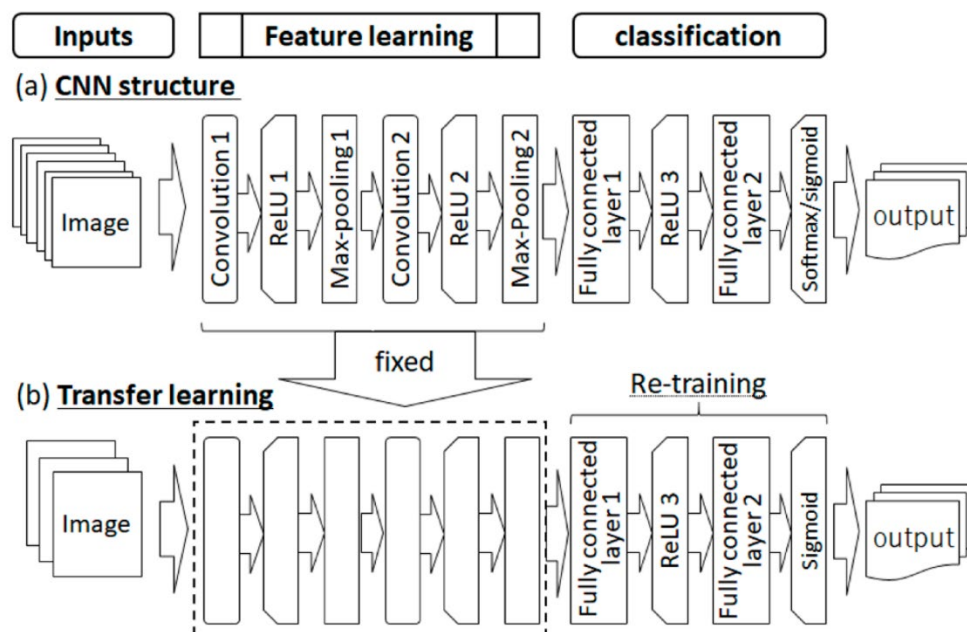 Inputs
Feature learning
classification
(a) CNN structure
Image
Convolution 1
ReLU 1
Max-pooling 1
Convolution 2
ReLU 2
Max-Pooling 2
Fully connected
layer 1
ReLU 3
Fully connected
layer 2
Softmax/sigmoid
output
fixed
(b) Transfer learning
Re-training
Image
Fully connected
layer 1
ReLU 3
Fully connected
layer 2
Sigmoid
output